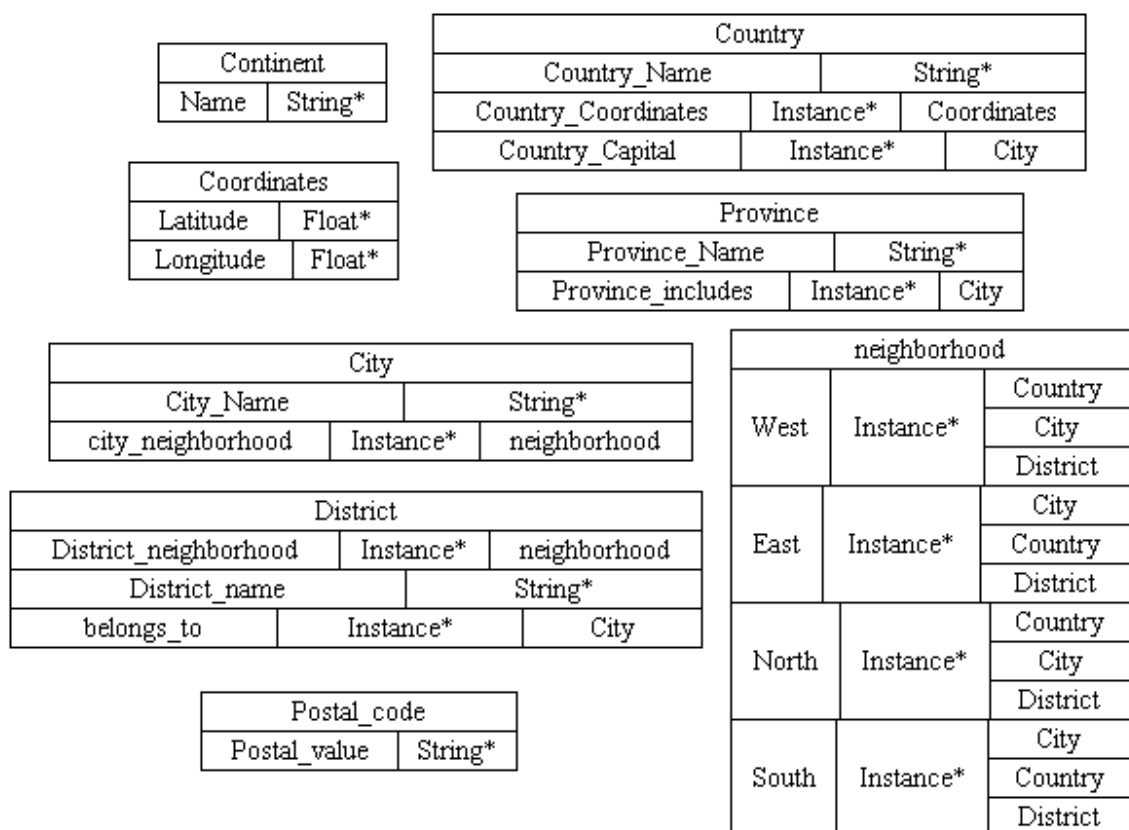 Continent
Name String*
Country
Country_Name String*
Country_Coordinates Instance* Coordinates
Country_Capital Instance* City
Coordinates
Latitude Float*
Longitude Float*
Province
Province_Name String*
Province_includes Instance* City
City
City_Name String*
city_neighborhood Instance* neighborhood
District
District_neighborhood Instance* neighborhood
District_name String*
belongs_to Instance* City
Postal_code
Postal_value String*
neighborhood
Country
West Instance* City
District
City
East Instance* Country
District
Country
North Instance* City
District
City
South Instance* Country
District